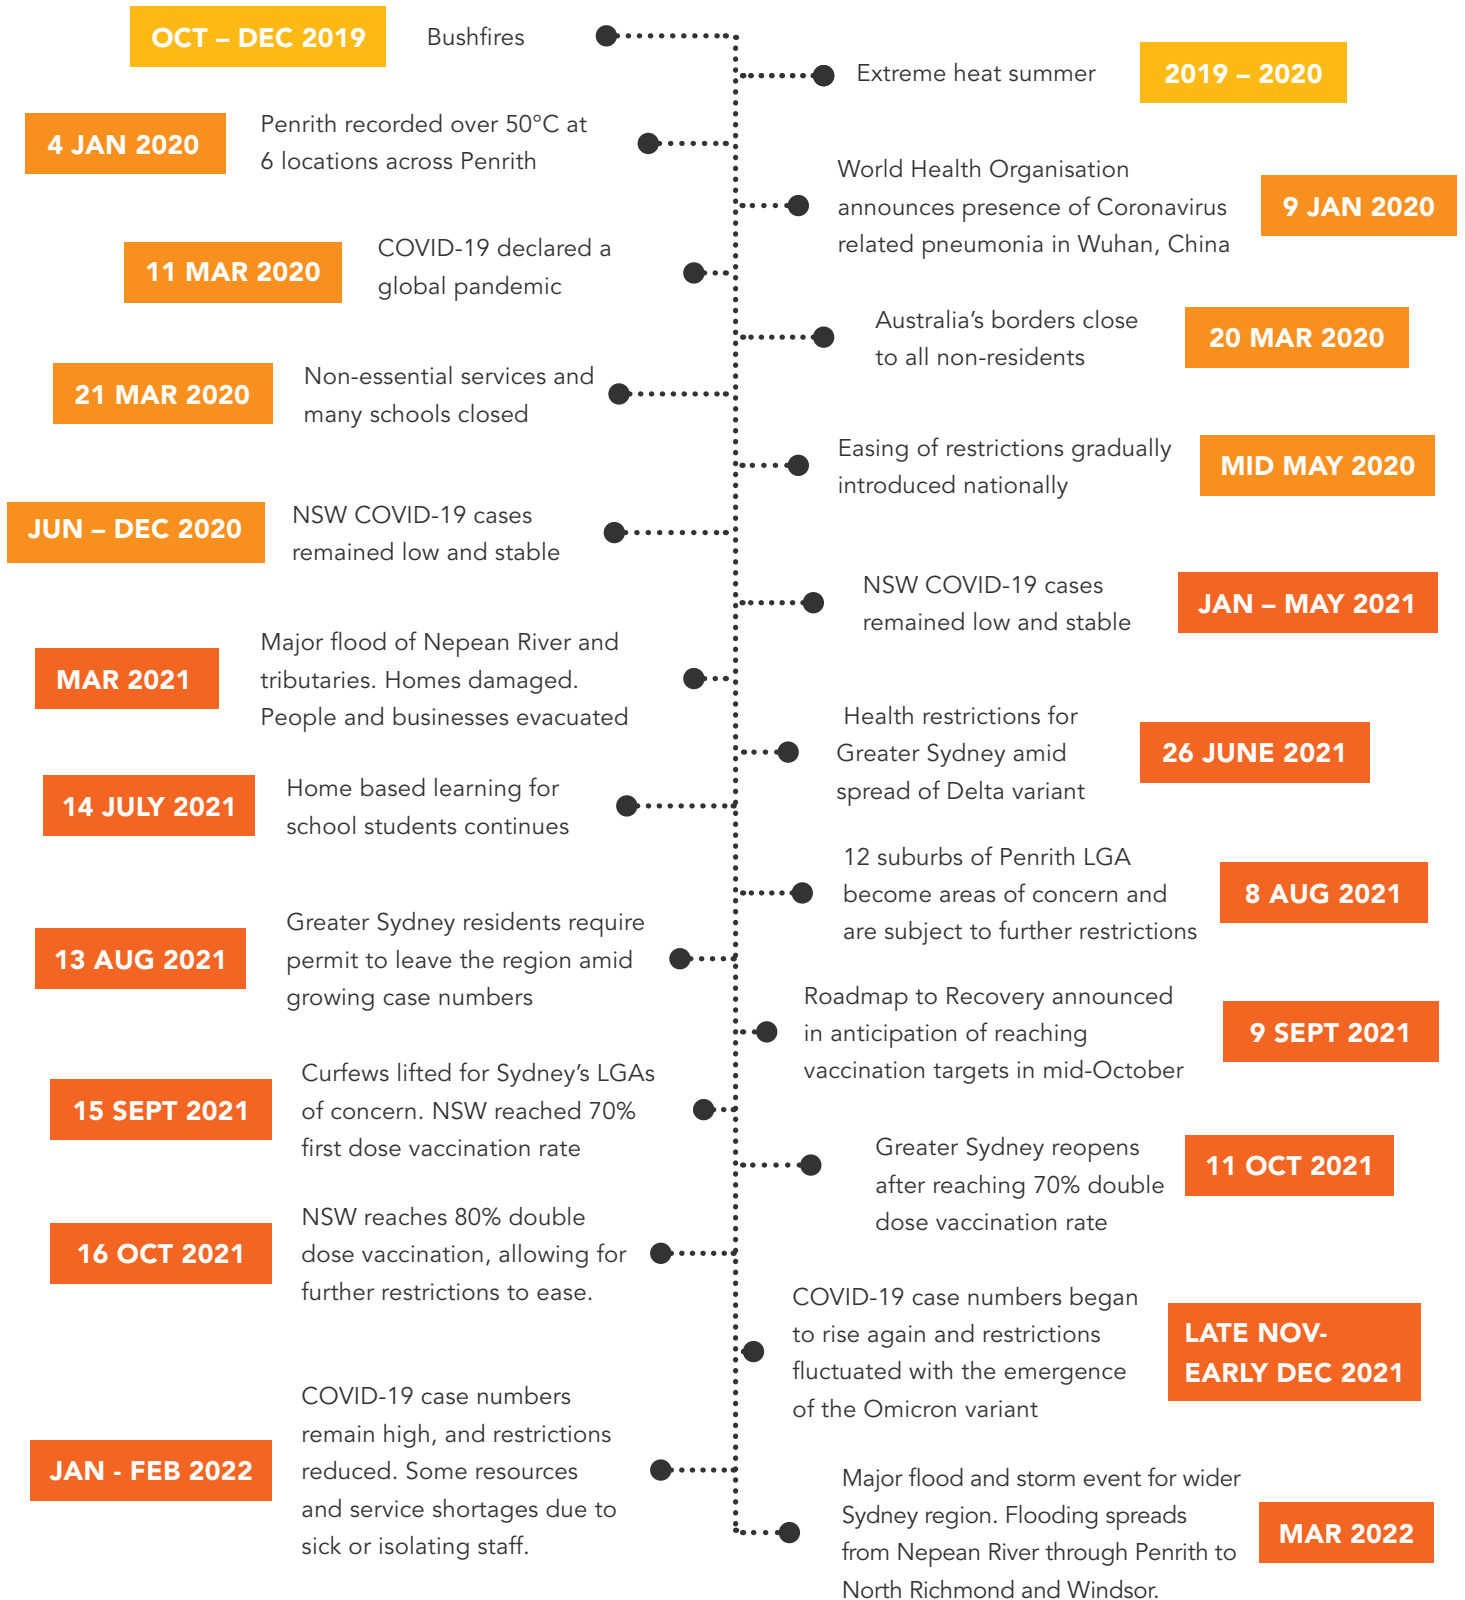 OCT – DEC 2019
Bushfires
Extreme heat summer
2019 – 2020
4 JAN 2020
Penrith recorded over 50°C at
6 locations across Penrith
World Health Organisation
announces presence of Coronavirus
related pneumonia in Wuhan, China
9 JAN 2020
11 MAR 2020
COVID-19 declared a
global pandemic
Australia’s borders close
to all non-residents
20 MAR 2020
21 MAR 2020
Non-essential services and
many schools closed
Easing of restrictions gradually
introduced nationally
MID MAY 2020
JUN – DEC 2020
NSW COVID-19 cases
remained low and stable
NSW COVID-19 cases
remained low and stable
JAN – MAY 2021
MAR 2021
Major flood of Nepean River and
tributaries. Homes damaged.
People and businesses evacuated
Health restrictions for
Greater Sydney amid
spread of Delta variant
26 JUNE 2021
14 JULY 2021
Home based learning for
school students continues
12 suburbs of Penrith LGA
become areas of concern and
are subject to further restrictions
8 AUG 2021
13 AUG 2021
Greater Sydney residents require
permit to leave the region amid
growing case numbers
Roadmap to Recovery announced
in anticipation of reaching
vaccination targets in mid-October
9 SEPT 2021
15 SEPT 2021
Curfews lifted for Sydney’s LGAs
of concern. NSW reached 70%
first dose vaccination rate
Greater Sydney reopens
after reaching 70% double
dose vaccination rate
11 OCT 2021
16 OCT 2021
NSW reaches 80% double
dose vaccination, allowing for
further restrictions to ease.
COVID-19 case numbers began
to rise again and restrictions
fluctuated with the emergence
of the Omicron variant
LATE NOV-
EARLY DEC 2021
JAN - FEB 2022
COVID-19 case numbers
remain high, and restrictions
reduced. Some resources
and service shortages due to
sick or isolating staff.
Major flood and storm event for wider
Sydney region. Flooding spreads
from Nepean River through Penrith to
North Richmond and Windsor.
MAR 2022